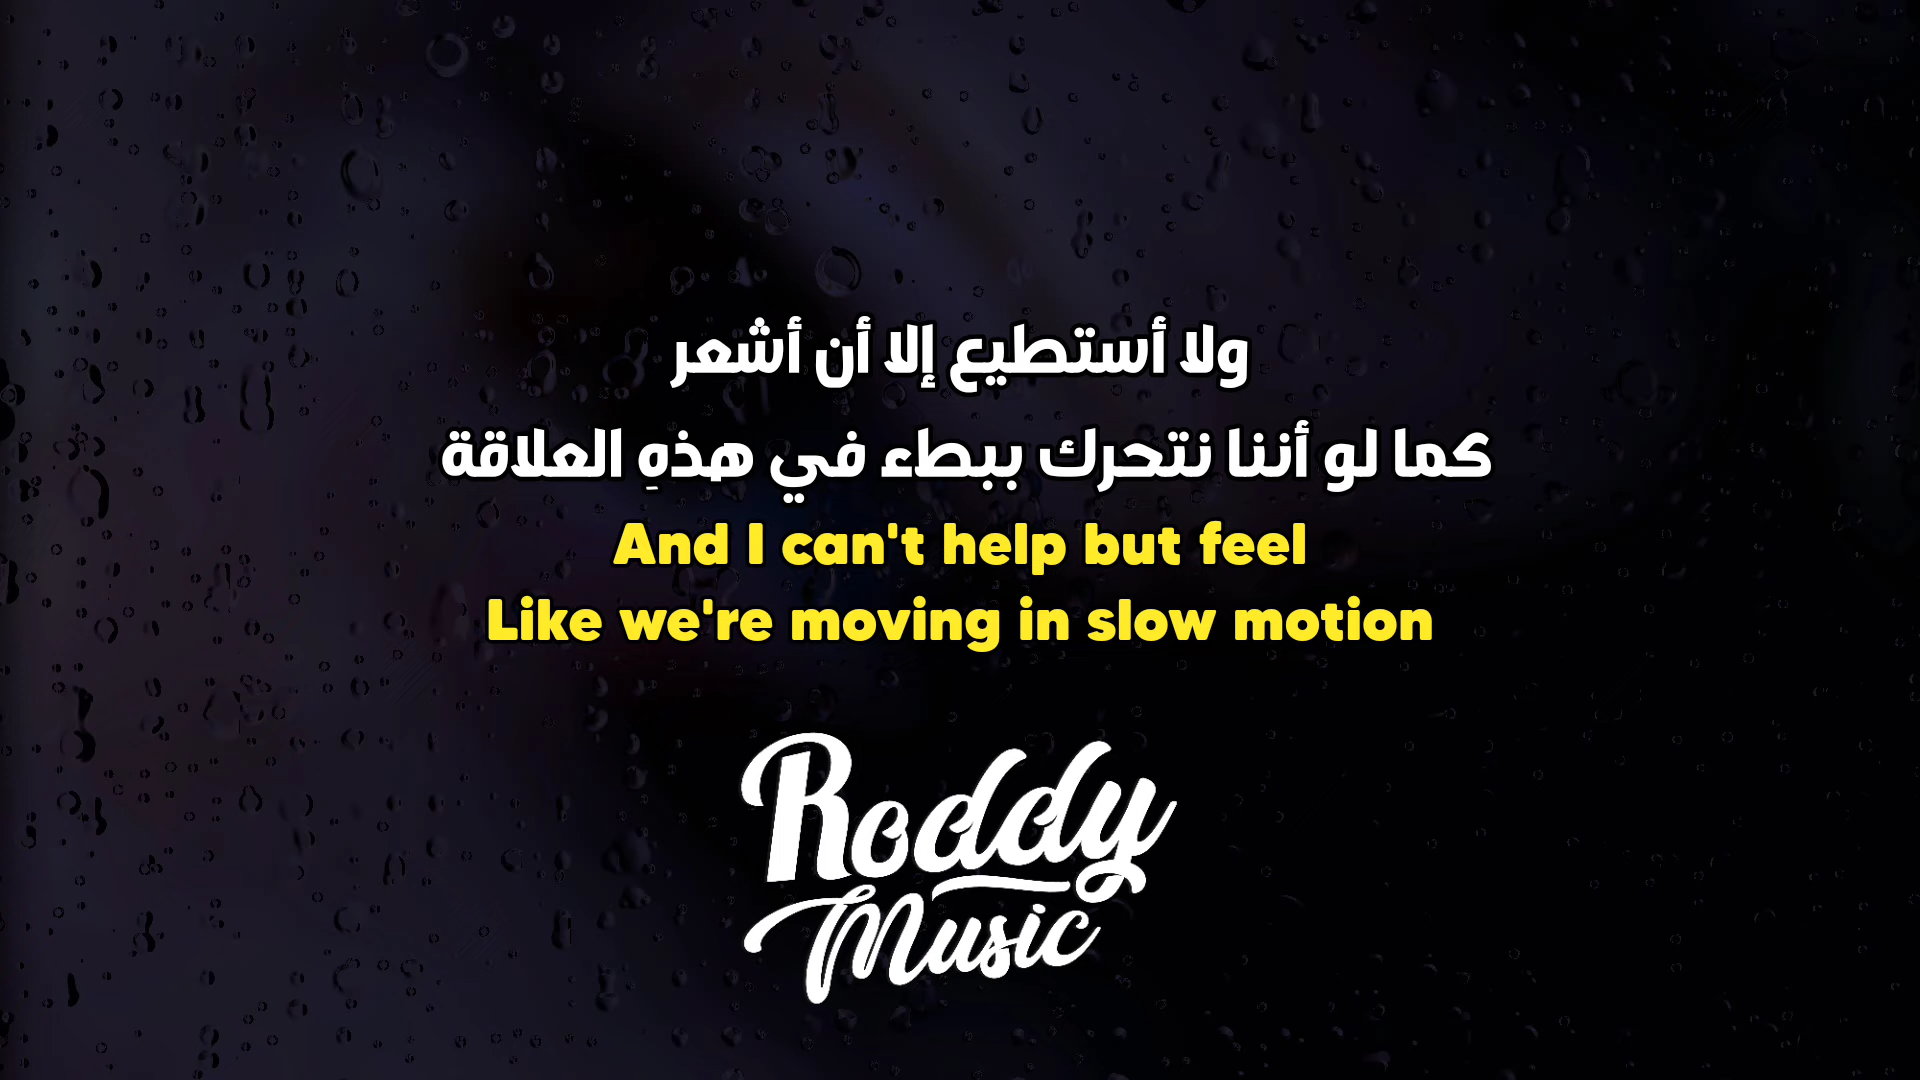 ولا أستطيع إلا أن أشعر
كما لو أننا نتحرك ببطء في هذهِ العلاقة
And I can't help but feel
Like we're moving in slow motion
Roddy
Music